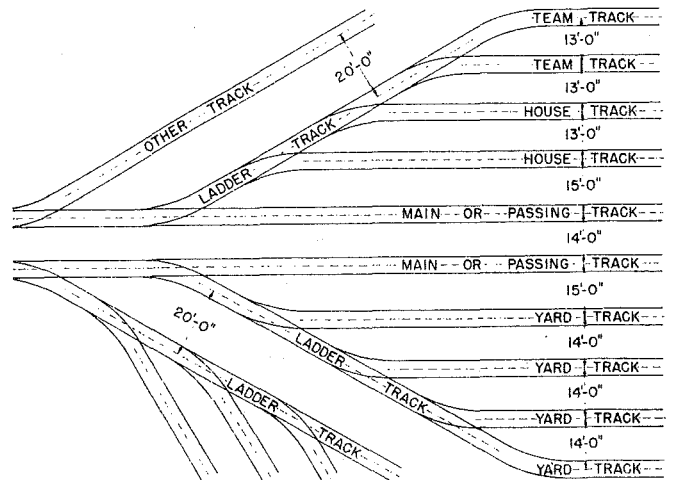 TEAM TRACK
13'-0"
TEAM TRACK
13'-0"
HOUSE TRACK
13'-0"
HOUSE TRACK
15'-0"
MAIN OR PASSING TRACK
14'-0"
MAIN OR PASSING TRACK
15'-0"
YARD TRACK
14'-0"
YARD TRACK
14'-0"
YARD TRACK
14'-0"
YARD TRACK
OTHER TRACK
20'-0"
LADDER TRACK
20'-0"
LADDER TRACK
LADDER TRACK